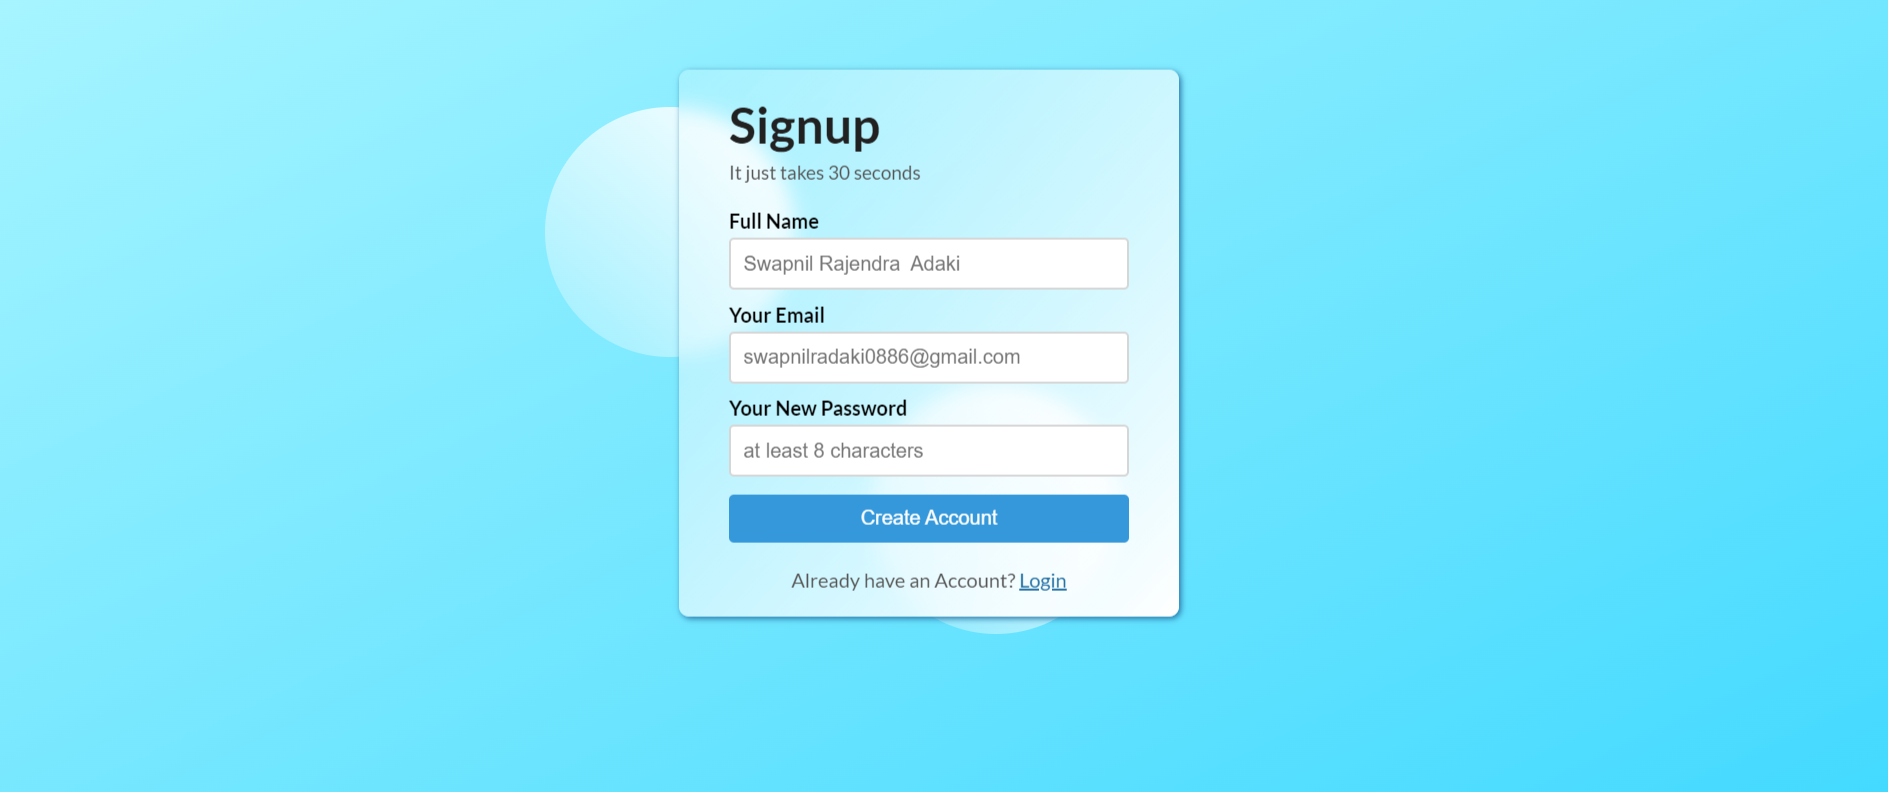 Signup
It just takes 30 seconds
Full Name
Swapnil Rajendra  Adaki
Your Email
swapnilradaki0886@gmail.com
Your New Password
at least 8 characters
Create Account
Already have an Account? Login